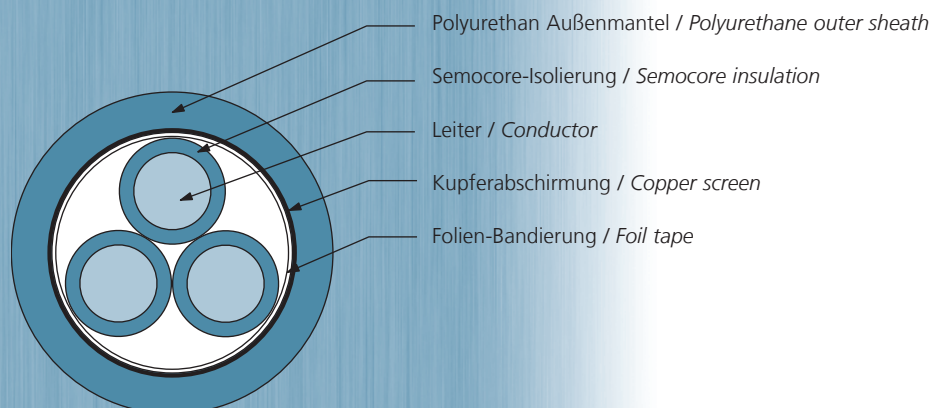 Polyurethan Außenmantel / Polyurethane outer sheath
Semocore-Isolierung / Semocore insulation
Leiter / Conductor
Kupferabschirmung / Copper screen
Folien-Bandierung / Foil tape